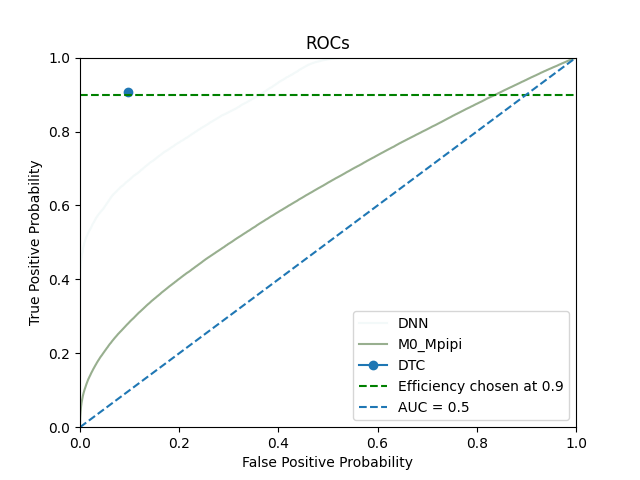 ROCs
True Positive Probability
1.0
0.8
0.6
0.4
0.2
0.0
DNN
M0_Mpipi
DTC
Efficiency chosen at 0.9
AUC = 0.5
0.0 0.2 0.4 0.6 0.8 1.0
False Positive Probability